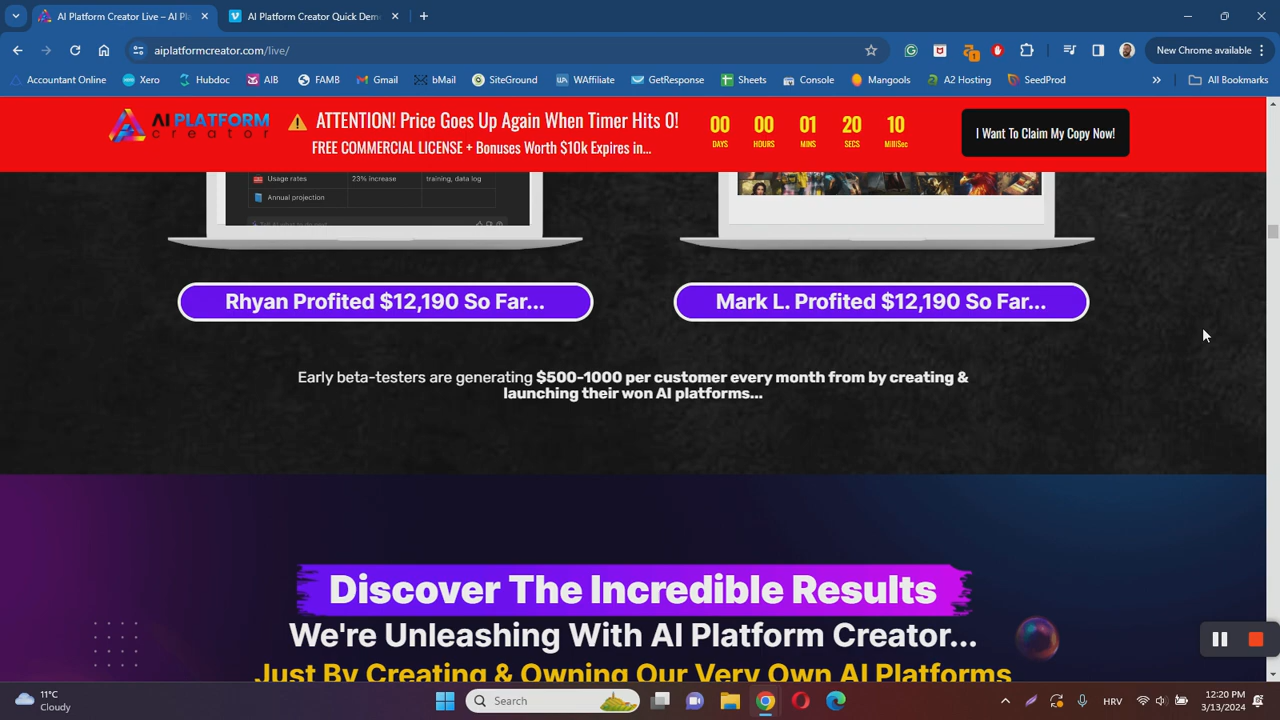 AI Platform Creator Live – AI Pla
AI Platform Creator Quick Dem
aiplatformcreator.com/live/
New Chrome available
Accountant Online
Xero
Hubdoc
AIB
FAMB
Gmail
bMail
SiteGround
WAffiliate
GetResponse
Sheets
Console
Mangools
A2 Hosting
SeedProd
All Bookmarks
AI PLATFORM
creator
ATTENTION! Price Goes Up Again When Timer Hits 0!
FREE COMMERCIAL LICENSE + Bonuses Worth $10k Expires in...
00 00 01 20 10
DAYS HOURS MINS SECS MilliSec
I Want To Claim My Copy Now!
Usage rates 23% increase training, data log
Annual projection
Rhyan Profited $12,190 So Far...
Mark L. Profited $12,190 So Far...
Early beta-testers are generating $500-1000 per customer every month from by creating &
launching their won AI platforms...
Discover The Incredible Results
We're Unleashing With AI Platform Creator...
Just By Creating & Owning Our Very Own AI Platforms
11°C
Cloudy
Search
HRV
12:20 PM
3/13/2024